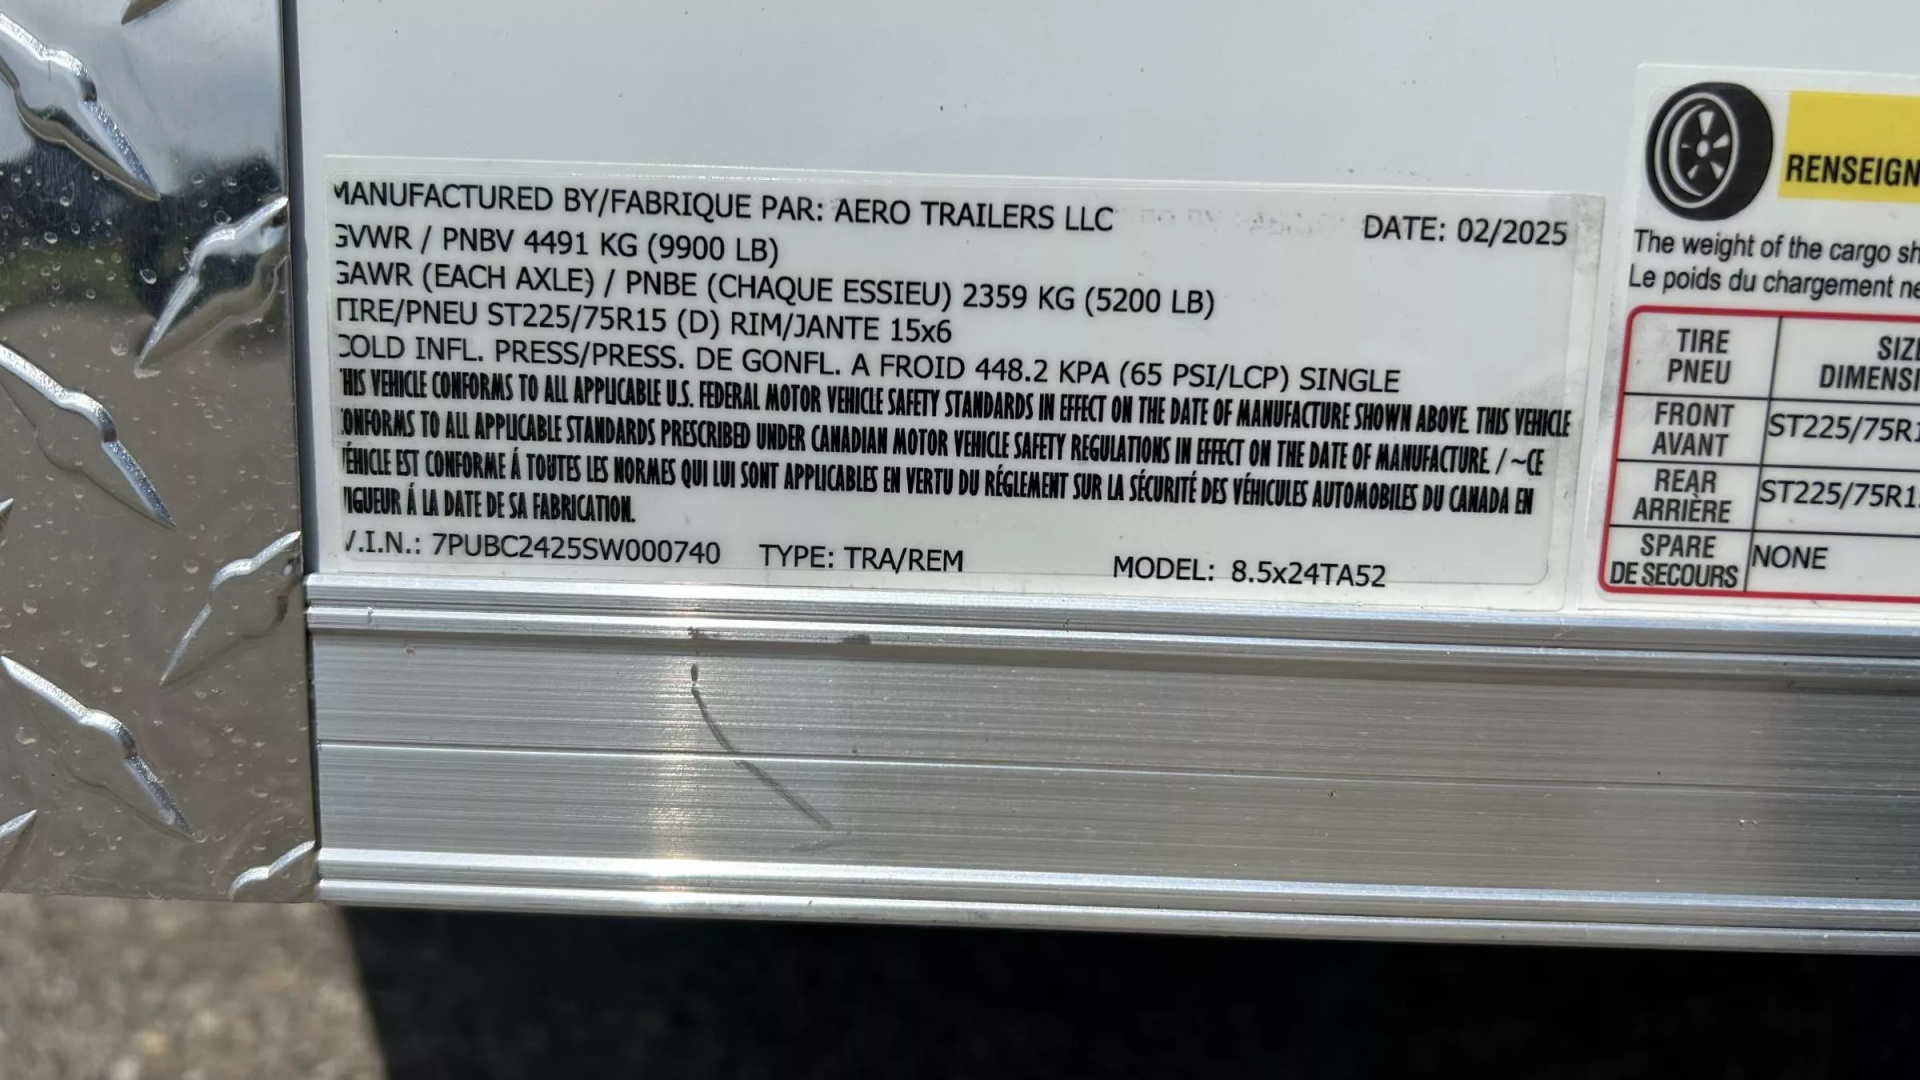 MANUFACTURED BY/FABRIQUE PAR: AERO TRAILERS LLC DATE: 02/2025
GVWR / PNBV 4491 KG (9900 LB)
GAWR (EACH AXLE) / PNBE (CHAQUE ESSIEU) 2359 KG (5200 LB)
TIRE/PNEU ST225/75R15 (D) RIM/JANTE 15x6
COLD INFL. PRESS/PRESS. DE GONFL. A FROID 448.2 KPA (65 PSI/LCP) SINGLE
THIS VEHICLE CONFORMS TO ALL APPLICABLE U.S. FEDERAL MOTOR VEHICLE SAFETY STANDARDS IN EFFECT ON THE DATE OF MANUFACTURE SHOWN ABOVE. THIS VEHICLE
CONFORMS TO ALL APPLICABLE STANDARDS PRESCRIBED UNDER CANADIAN MOTOR VEHICLE SAFETY REGULATIONS IN EFFECT ON THE DATE OF MANUFACTURE. / ~CE
VÉHICLE EST CONFORME Á TOUTES LES NORMES QUI LUI SONT APPLICABLES EN VERTU DU RÉGLEMENT SUR LA SÉCURITÉ DES VÉHICULES AUTOMOBILES DU CANADA EN
VIGUEUR Á LA DATE DE SA FABRICATION.
V.I.N.: 7PUBC2425SW000740 TYPE: TRA/REM MODEL: 8.5x24TA52
RENSEIGN
The weight of the cargo sh
Le poids du chargement ne
TIRE PNEU SIZE DIMENSI
FRONT AVANT ST225/75R1
REAR ARRIÈRE ST225/75R1
SPARE DE SECOURS NONE